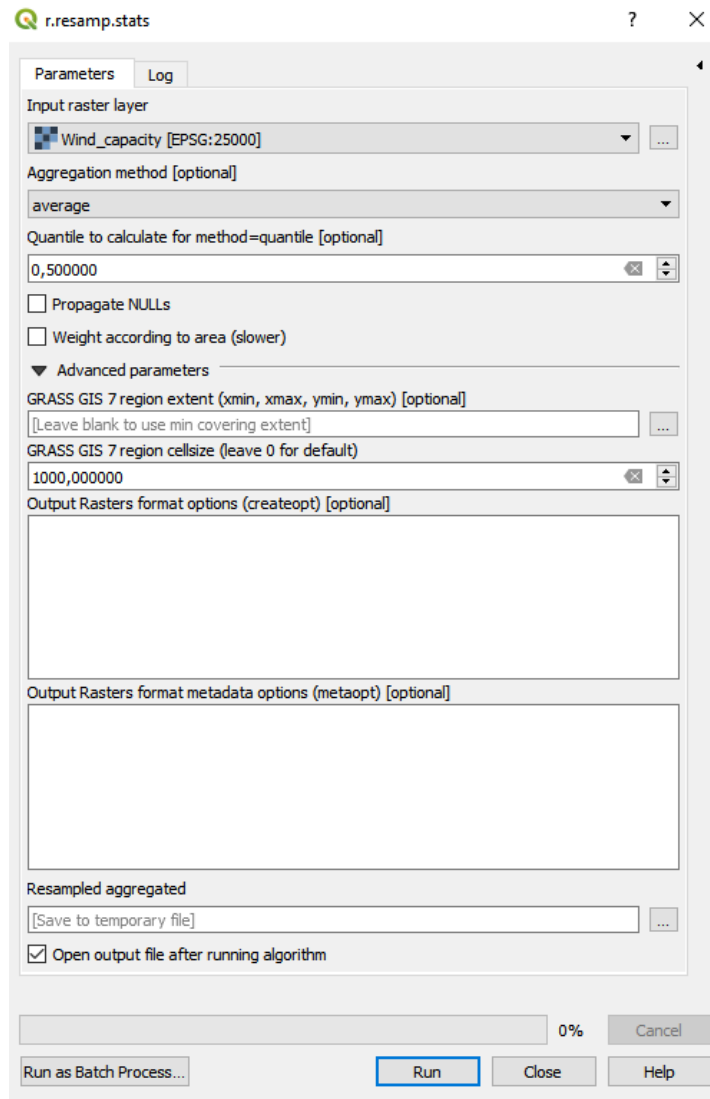 r.resamp.stats
?
Parameters
Log
Input raster layer
Wind_capacity [EPSG:25000]
...
Aggregation method [optional]
average
Quantile to calculate for method=quantile [optional]
0,500000
Propagate NULLs
Weight according to area (slower)
Advanced parameters
GRASS GIS 7 region extent (xmin, xmax, ymin, ymax) [optional]
[Leave blank to use min covering extent]
...
GRASS GIS 7 region cellsize (leave 0 for default)
1000,000000
Output Rasters format options (createopt) [optional]
Output Rasters format metadata options (metaopt) [optional]
Resampled aggregated
[Save to temporary file]
...
Open output file after running algorithm
0%
Cancel
Run as Batch Process...
Run
Close
Help